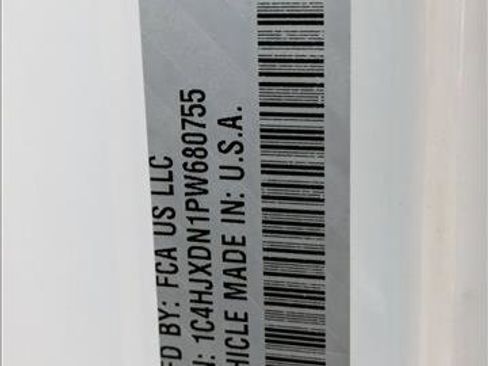 FD BY: FCA US LLC
N: 1C4HJXDN1PW680755
HICLE MADE IN: U.S.A.